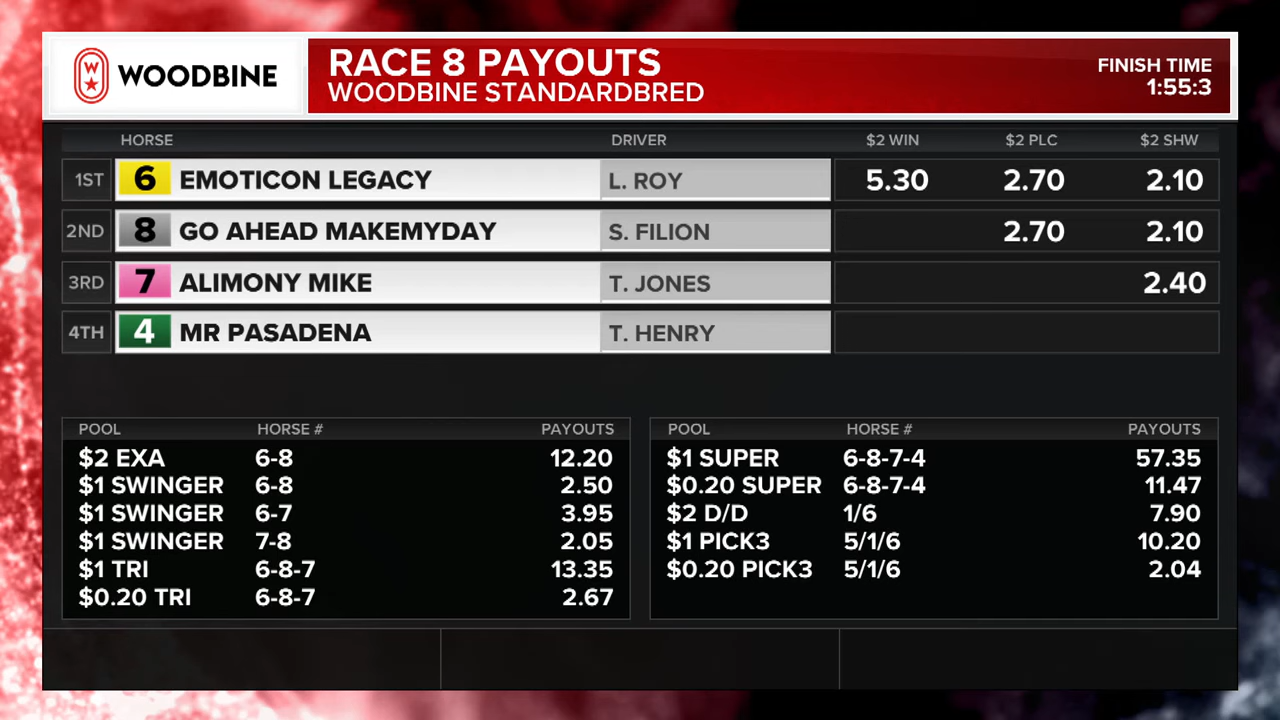 W
WOODBINE
RACE 8 PAYOUTS
WOODBINE STANDARDBRED
FINISH TIME
1:55:3
HORSE DRIVER $2 WIN $2 PLC $2 SHW
1ST 6 EMOTICON LEGACY L. ROY 5.30 2.70 2.10
2ND 8 GO AHEAD MAKEMYDAY S. FILION 2.70 2.10
3RD 7 ALIMONY MIKE T. JONES 2.40
4TH 4 MR PASADENA T. HENRY
POOL HORSE # PAYOUTS
$2 EXA 6-8 12.20
$1 SWINGER 6-8 2.50
$1 SWINGER 6-7 3.95
$1 SWINGER 7-8 2.05
$1 TRI 6-8-7 13.35
$0.20 TRI 6-8-7 2.67
POOL HORSE # PAYOUTS
$1 SUPER 6-8-7-4 57.35
$0.20 SUPER 6-8-7-4 11.47
$2 D/D 1/6 7.90
$1 PICK3 5/1/6 10.20
$0.20 PICK3 5/1/6 2.04